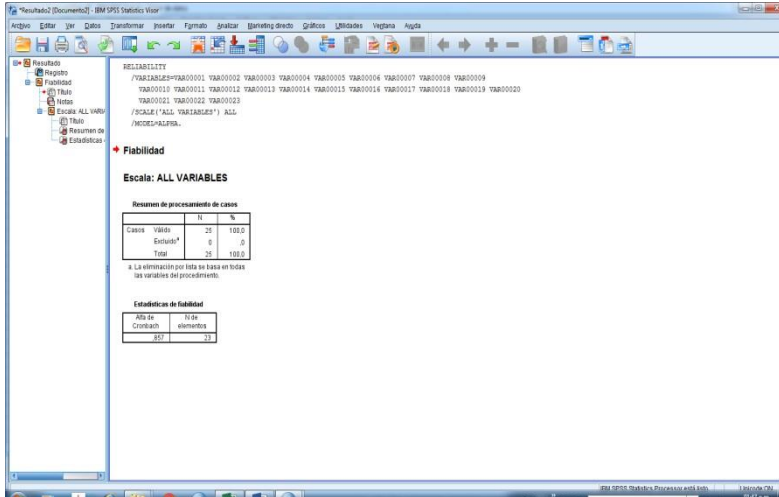 *Resultado2 [Documento2] - IBM SPSS Statistics Visor
Archivo Editar Ver Datos Transformar Insertar Formato Analizar Marketing directo Gráficos Utilidades Ventana Ayuda
Resultado
Registro
Fiabilidad
Título
Notas
Escala: ALL VARI
Título
Resumen de
Estadísticas
RELIABILITY
/VARIABLES=VAR00001 VAR00002 VAR00003 VAR00004 VAR00005 VAR00006 VAR00007 VAR00008 VAR00009
VAR00010 VAR00011 VAR00012 VAR00013 VAR00014 VAR00015 VAR00016 VAR00017 VAR00018 VAR00019 VAR00020
VAR00021 VAR00022 VAR00023
/SCALE('ALL VARIABLES') ALL
/MODEL=ALPHA.
Fiabilidad
Escala: ALL VARIABLES
Resumen de procesamiento de casos
N %
Casos Válido 25 100,0
Excluido a 0 ,0
Total 25 100,0
a. La eliminación por lista se basa en todas
las variables del procedimiento.
Estadísticas de fiabilidad
Alfa de Cronbach N de elementos
,857 23
IBM SPSS Statistics Processor está listo Unicode:ON